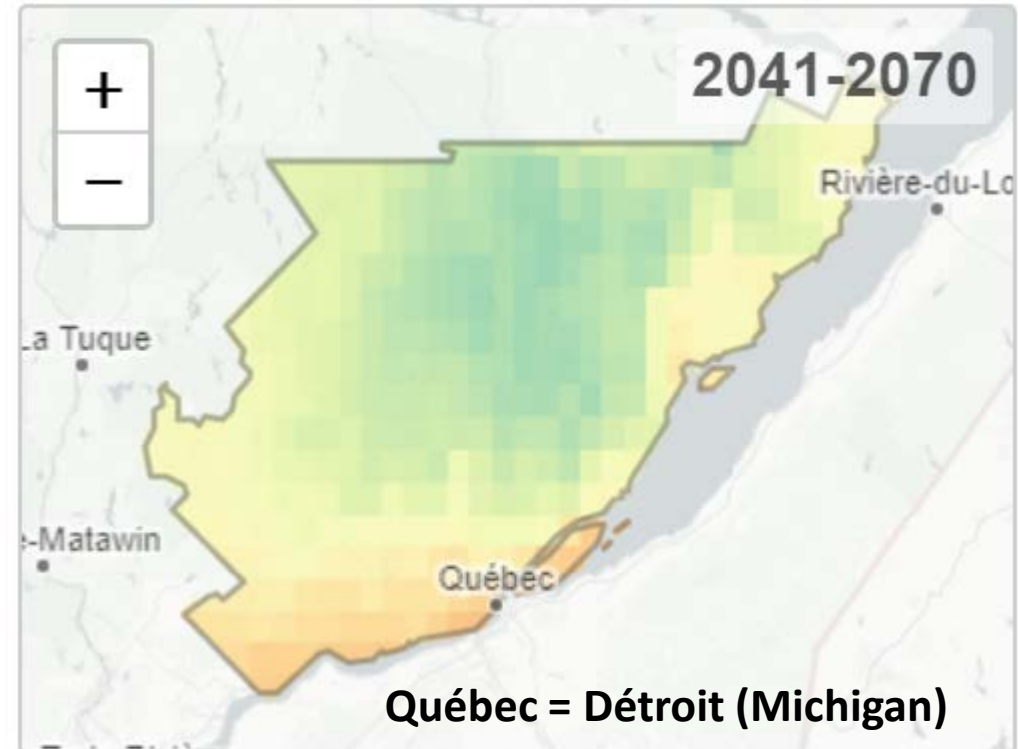 +
2041-2070
−
Rivière-du-Lo
La Tuque
-Matawin
Québec
Québec = Détroit (Michigan)